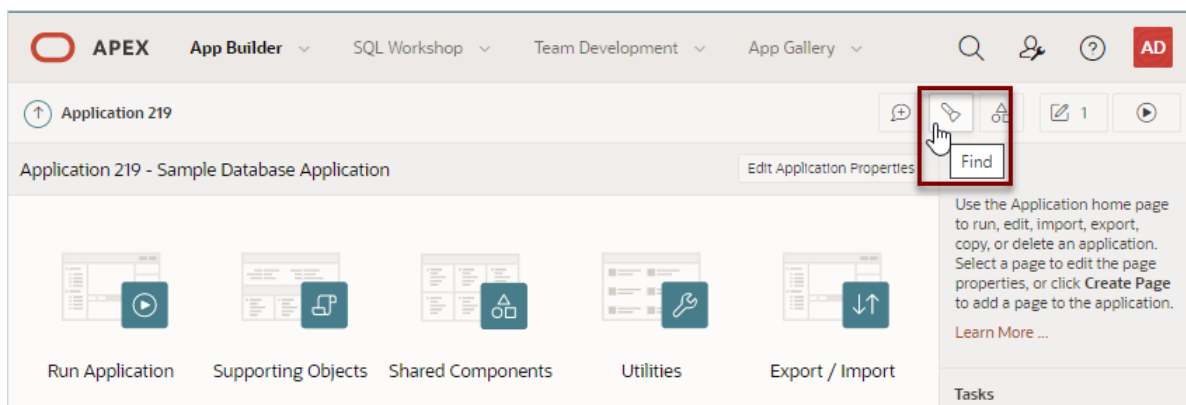 APEX App Builder SQL Workshop Team Development App Gallery AD
Application 219 1
Find
Application 219 - Sample Database Application Edit Application Properties
Use the Application home page
to run, edit, import, export,
copy, or delete an application.
Select a page to edit the page
properties, or click Create Page
to add a page to the application.
Learn More ...
Run Application Supporting Objects Shared Components Utilities Export / Import
Tasks